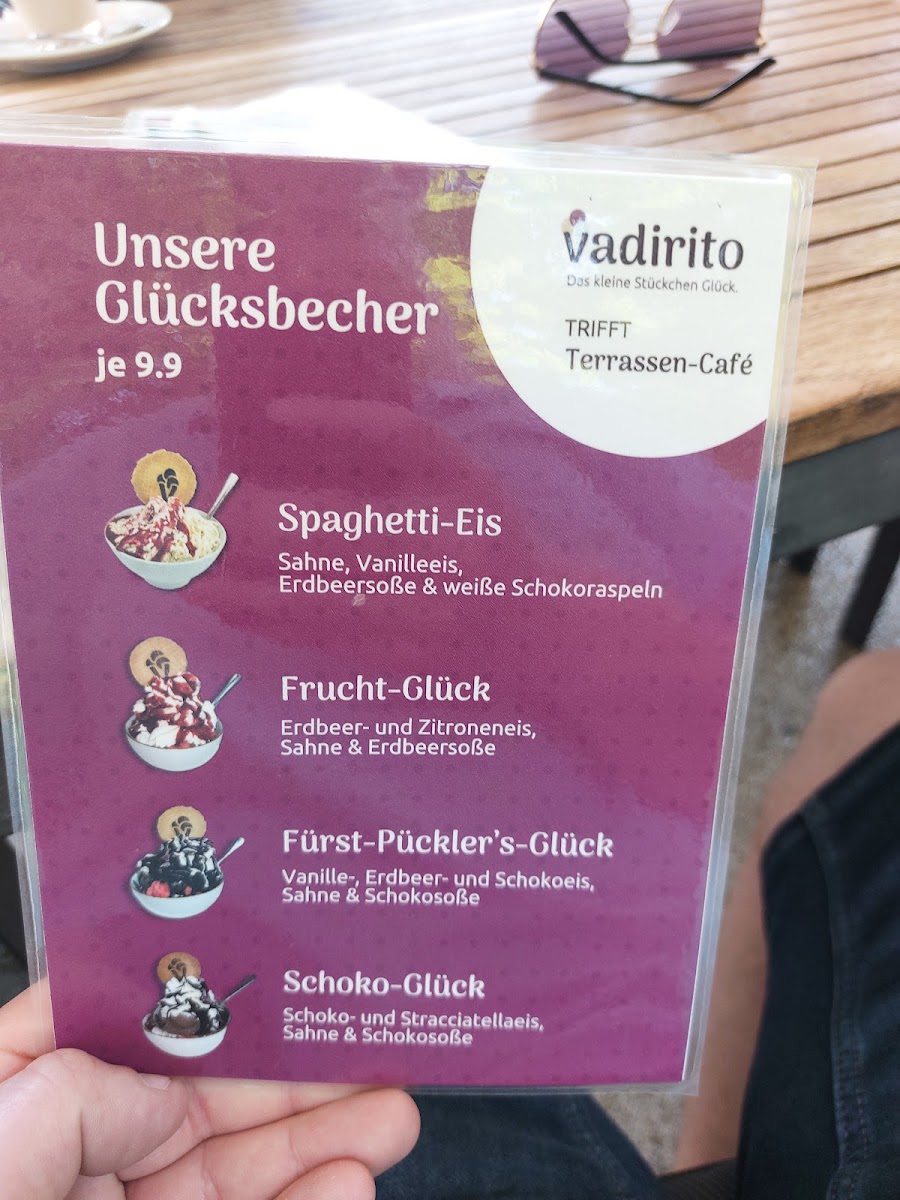 Unsere
Glücksbecher
je 9.9
vadirito
Das kleine Stückchen Glück.
TRIFFT
Terrassen-Café
Spaghetti-Eis
Sahne, Vanilleeis,
Erdbeersoße & weiße Schokoraspeln
Frucht-Glück
Erdbeer- und Zitroneneis,
Sahne & Erdbeersoße
Fürst-Pückler’s-Glück
Vanille-, Erdbeer- und Schokoeis,
Sahne & Schokosoße
Schoko-Glück
Schoko- und Stracciatellaeis,
Sahne & Schokosoße